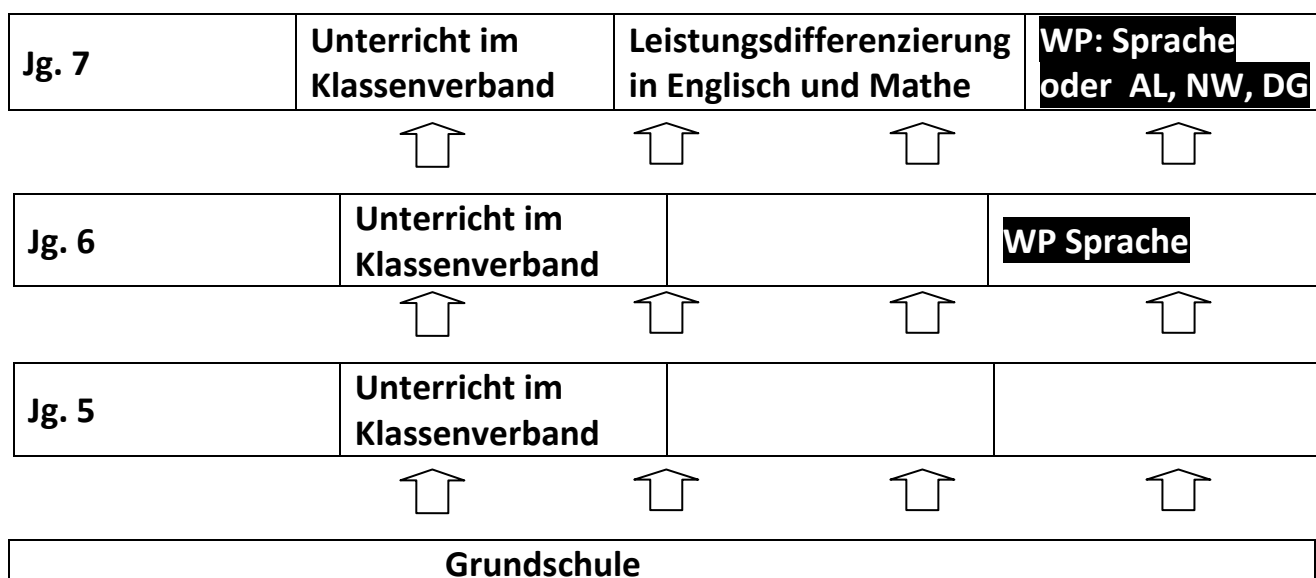 Jg. 7
Unterricht im
Klassenverband
Leistungsdifferenzierung
in Englisch und Mathe
WP: Sprache
oder AL, NW, DG
Jg. 6
Unterricht im
Klassenverband
WP Sprache
Jg. 5
Unterricht im
Klassenverband
Grundschule